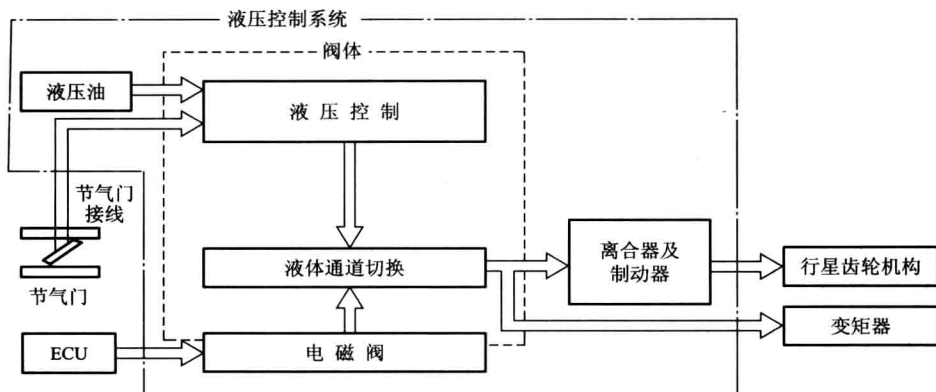 液压控制系统
阀体
液压油
液压控制
节气门
接线
节气门
液体通道切换
离合器及
制动器
行星齿轮机构
变矩器
ECU
电磁阀